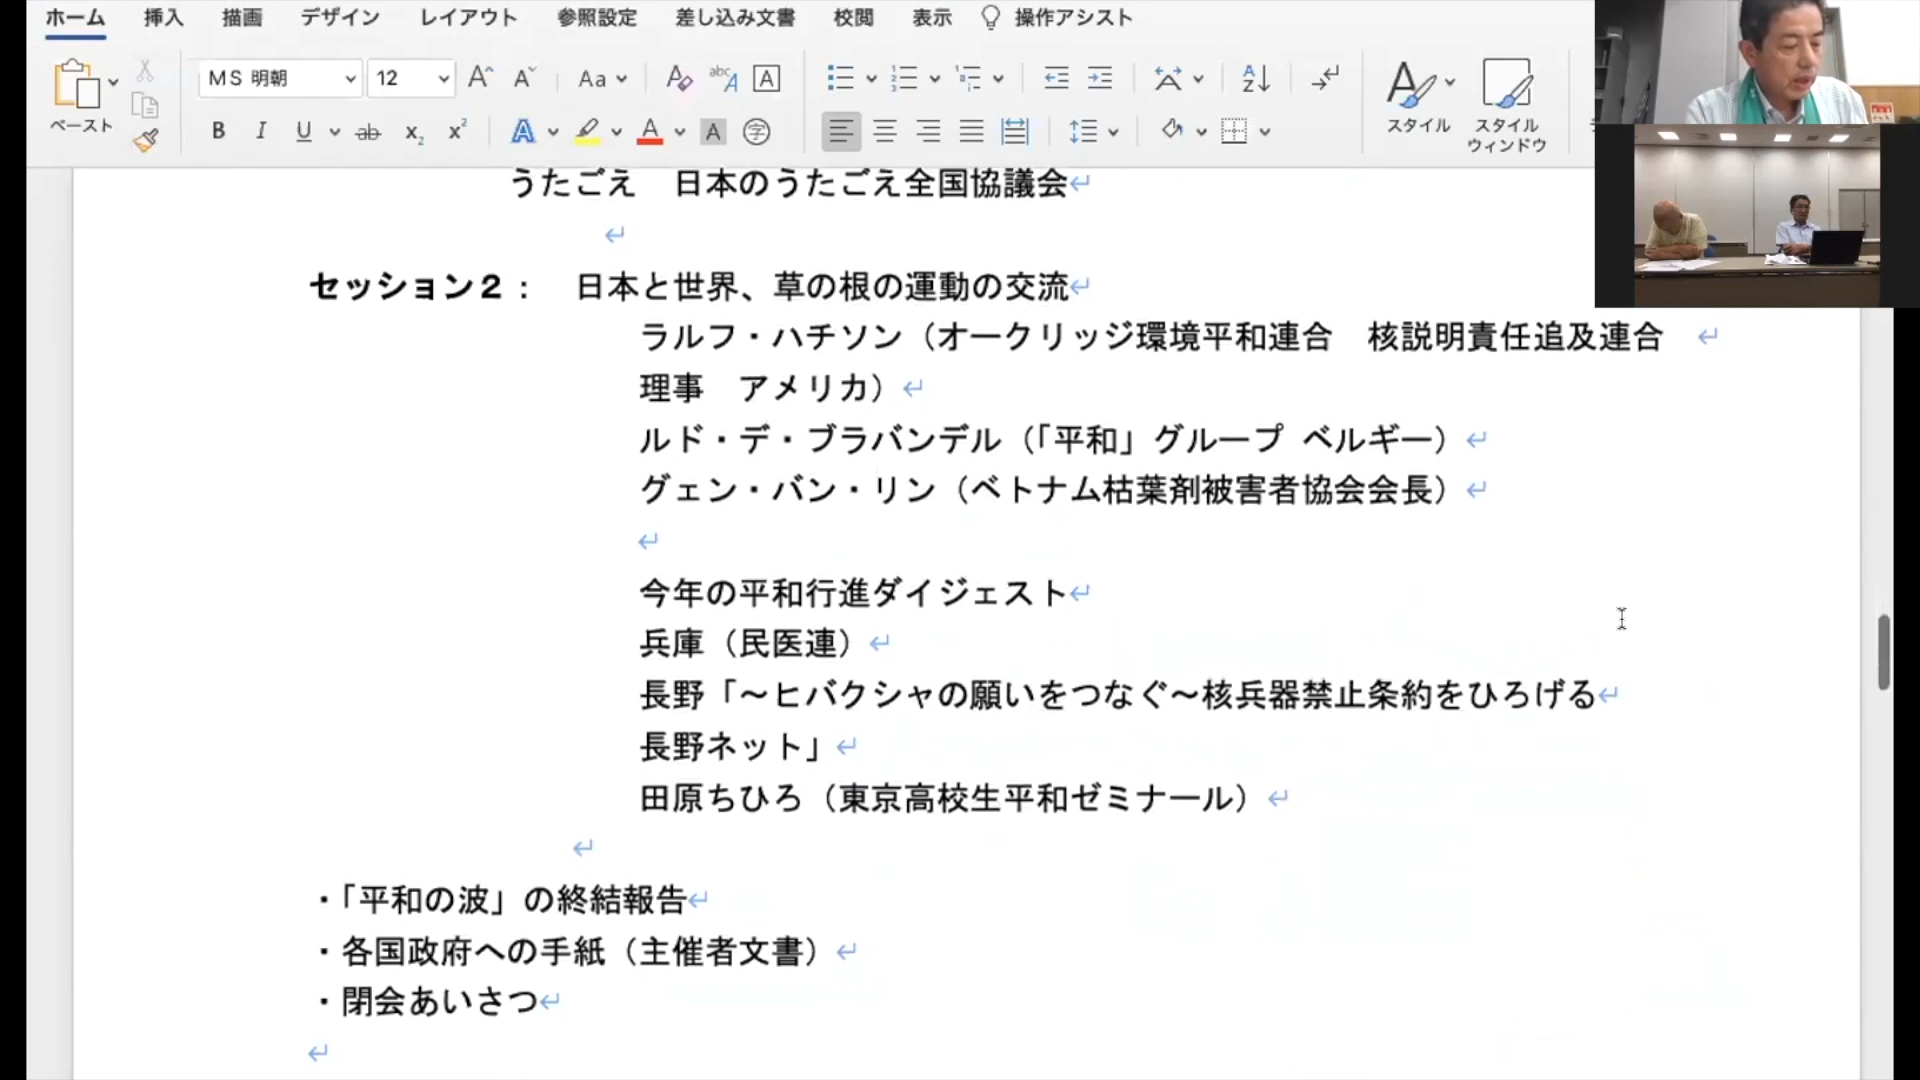 ホーム 挿入 描画 デザイン レイアウト 参照設定 差し込み文書 校閲 表示 操作アシスト
ペースト
MS 明朝 12
スタイル
スタイル
ウィンドウ
うたごえ　日本のうたごえ全国協議会
セッション２：　日本と世界、草の根の運動の交流
ラルフ・ハチソン（オークリッジ環境平和連合　核説明責任追及連合
理事　アメリカ）
ルド・デ・ブラバンデル（「平和」グループ ベルギー）
グェン・バン・リン（ベトナム枯葉剤被害者協会会長）
今年の平和行進ダイジェスト
兵庫（民医連）
長野「～ヒバクシャの願いをつなぐ～核兵器禁止条約をひろげる
長野ネット」
田原ちひろ（東京高校生平和ゼミナール）
・「平和の波」の終結報告
・各国政府への手紙（主催者文書）
・閉会あいさつ